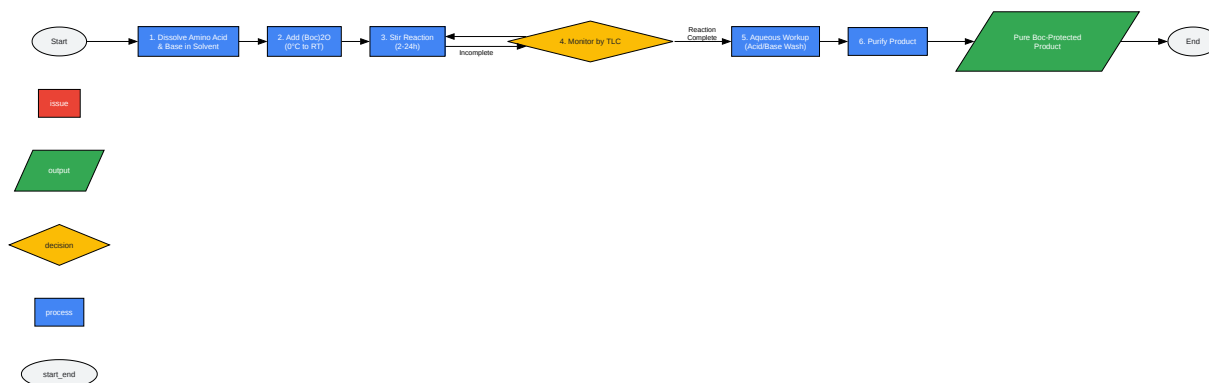 Start
1. Dissolve Amino Acid
& Base in Solvent
2. Add (Boc)2O
(0°C to RT)
3. Stir Reaction
(2-24h)
Incomplete
4. Monitor by TLC
Reaction
Complete
5. Aqueous Workup
(Acid/Base Wash)
6. Purify Product
Pure Boc-Protected
Product
End
issue
output
decision
process
start_end